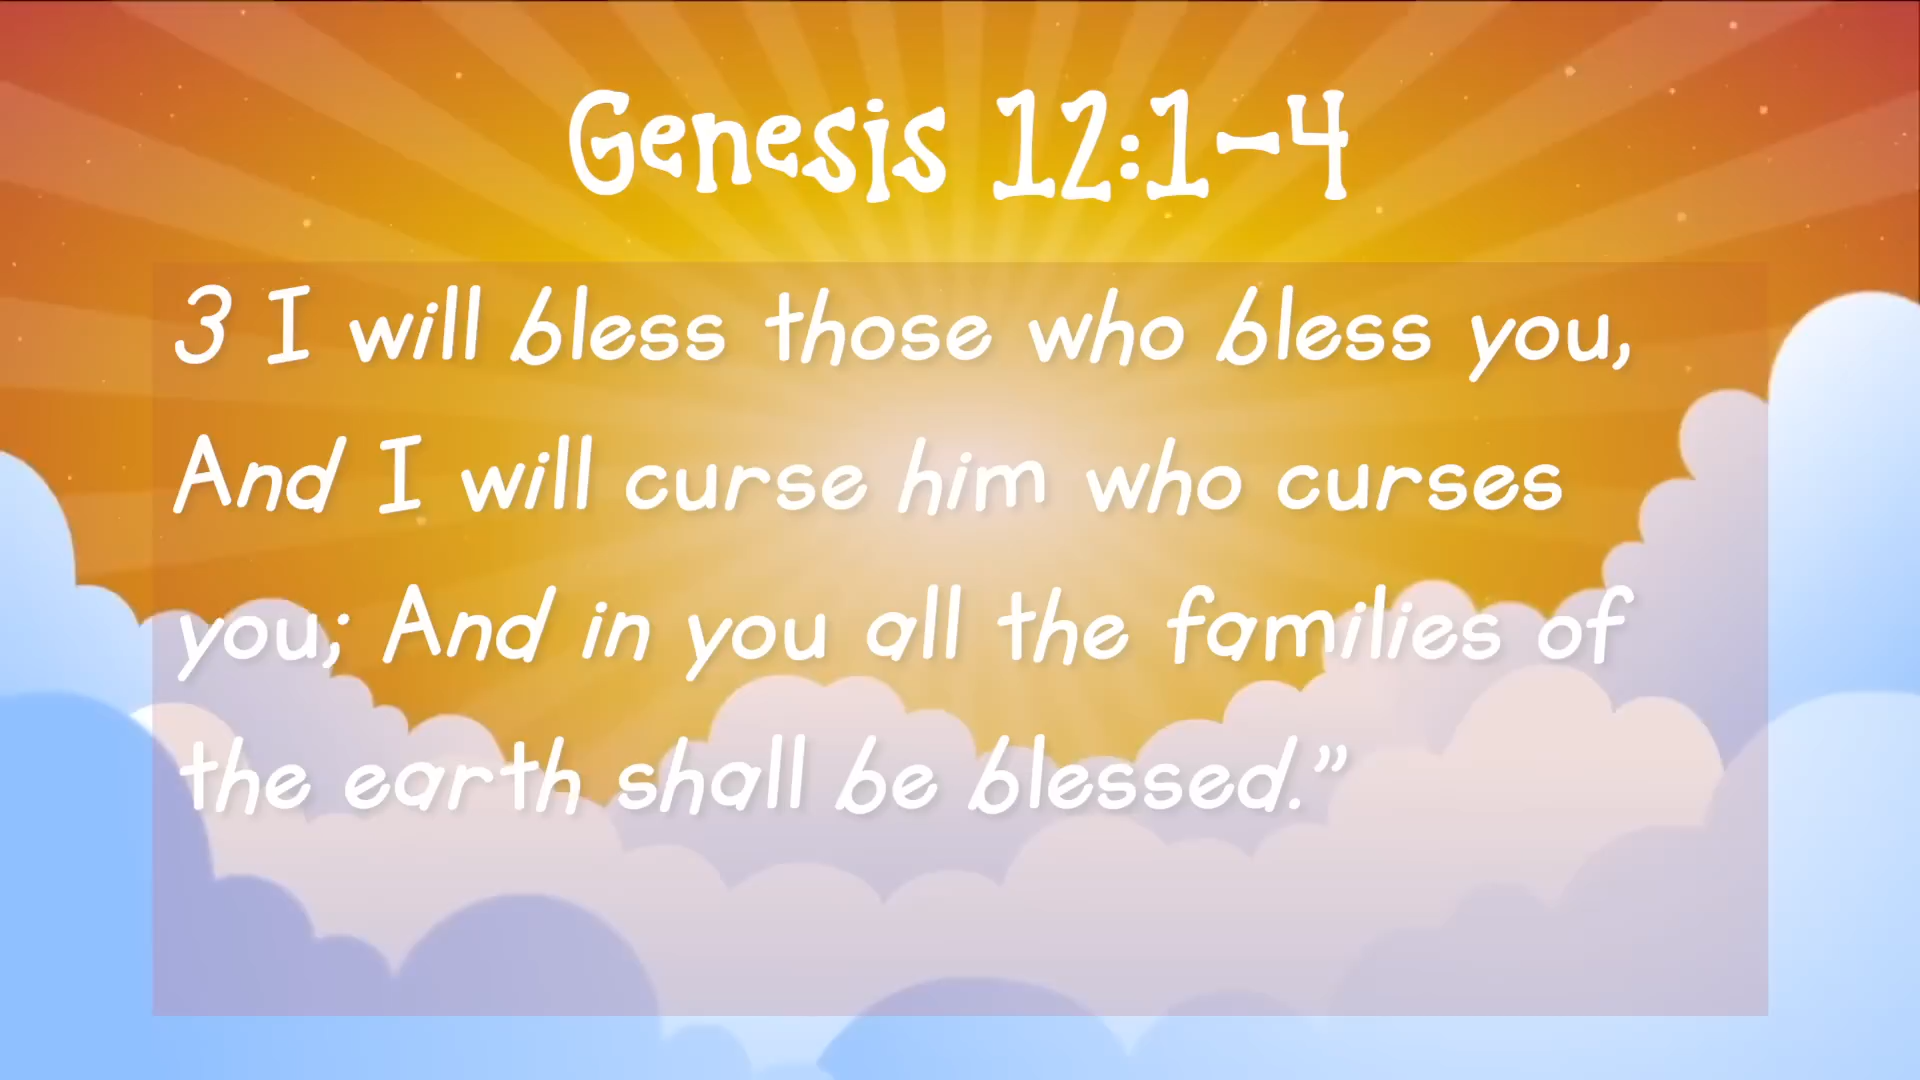 Genesis 12:1-4
3 I will bless those who bless you,
And I will curse him who curses
you; And in you all the families of
the earth shall be blessed.”